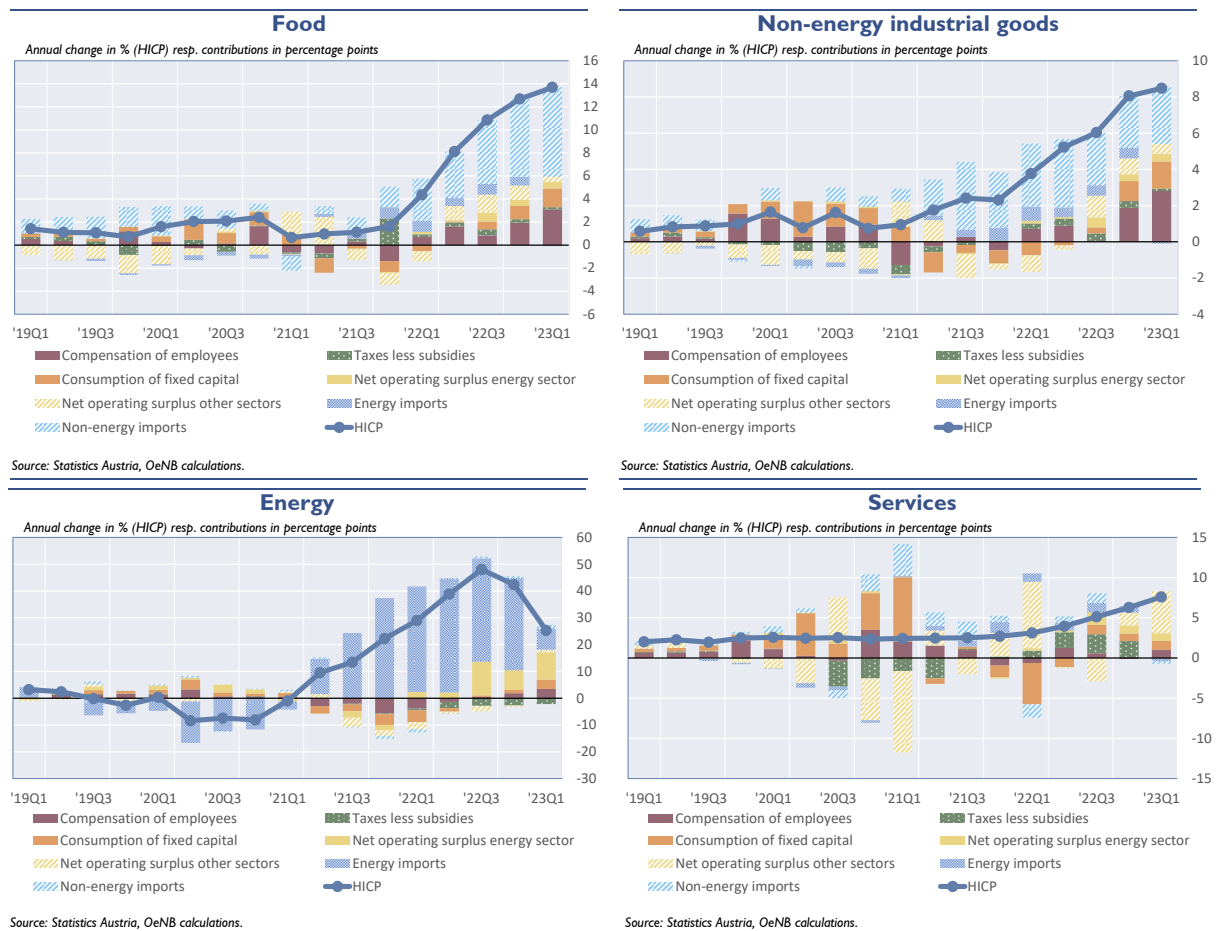 Food
Annual change in % (HICP) resp. contributions in percentage points
16
14
12
10
8
6
4
2
0
-2
-4
-6
'19Q1 '19Q3 '20Q1 '20Q3 '21Q1 '21Q3 '22Q1 '22Q3 '23Q1
Compensation of employees Taxes less subsidies
Consumption of fixed capital Net operating surplus energy sector
Net operating surplus other sectors Energy imports
Non-energy imports HICP
Source: Statistics Austria, OeNB calculations.
Non-energy industrial goods
Annual change in % (HICP) resp. contributions in percentage points
10
8
6
4
2
0
-2
-4
'19Q1 '19Q3 '20Q1 '20Q3 '21Q1 '21Q3 '22Q1 '22Q3 '23Q1
Compensation of employees Taxes less subsidies
Consumption of fixed capital Net operating surplus energy sector
Net operating surplus other sectors Energy imports
Non-energy imports HICP
Source: Statistics Austria, OeNB calculations.
Energy
Annual change in % (HICP) resp. contributions in percentage points
60
50
40
30
20
10
0
-10
-20
-30
'19Q1 '19Q3 '20Q1 '20Q3 '21Q1 '21Q3 '22Q1 '22Q3 '23Q1
Compensation of employees Taxes less subsidies
Consumption of fixed capital Net operating surplus energy sector
Net operating surplus other sectors Energy imports
Non-energy imports HICP
Source: Statistics Austria, OeNB calculations.
Services
Annual change in % (HICP) resp. contributions in percentage points
15
10
5
0
-5
-10
-15
'19Q1 '19Q3 '20Q1 '20Q3 '21Q1 '21Q3 '22Q1 '22Q3 '23Q1
Compensation of employees Taxes less subsidies
Consumption of fixed capital Net operating surplus energy sector
Net operating surplus other sectors Energy imports
Non-energy imports HICP
Source: Statistics Austria, OeNB calculations.